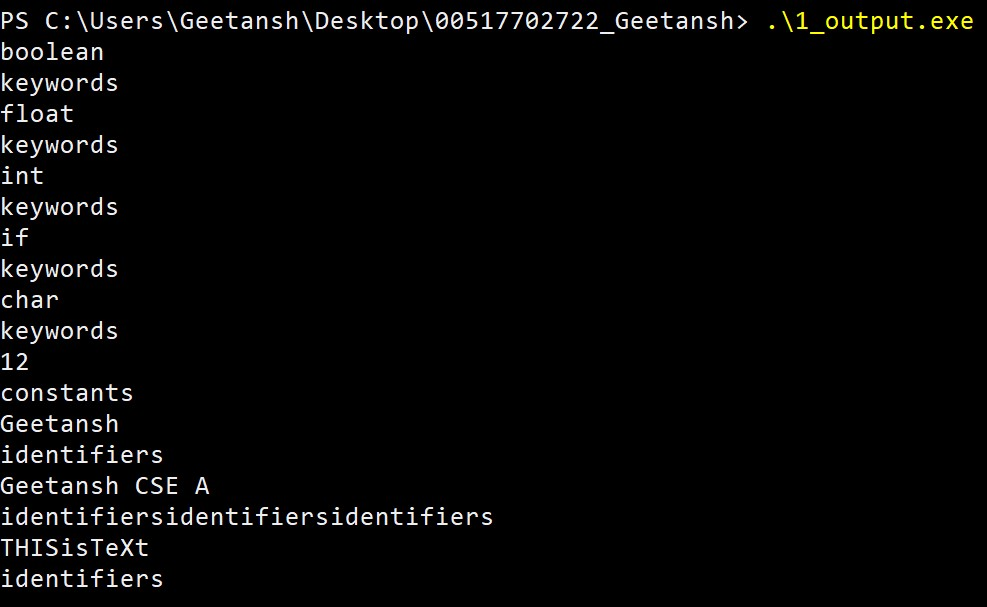 PS C:\Users\Geetansh\Desktop\00517702722_Geetansh> .\1_output.exe
boolean
keywords
float
keywords
int
keywords
if
keywords
char
keywords
12
constants
Geetansh
identifiers
Geetansh CSE A
identifiersidentifiersidentifiers
THISisTeXt
identifiers